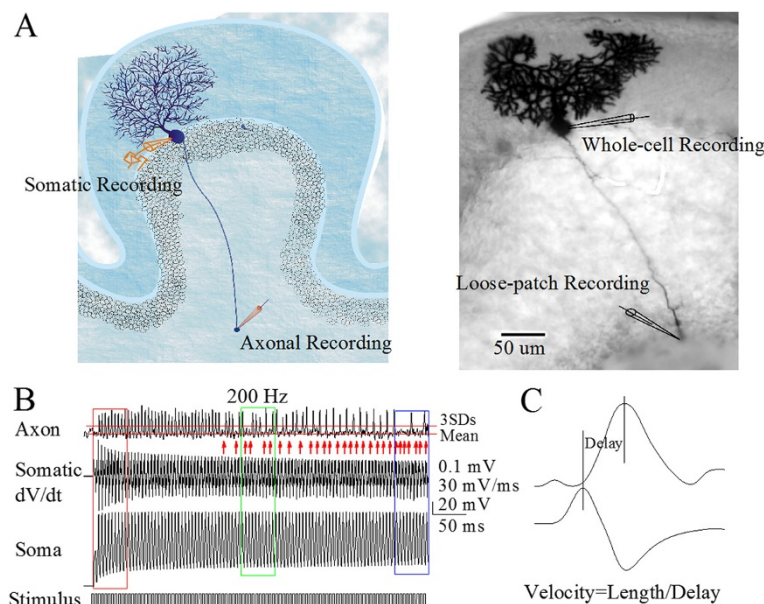 A
Somatic Recording
Axonal Recording
Whole-cell Recording
Loose-patch Recording
50 um
B
200 Hz
Axon
3SDs
Mean
Somatic
dV/dt
0.1 mV
30 mV/ms
20 mV
50 ms
Soma
Stimulus
C
Delay
Velocity=Length/Delay